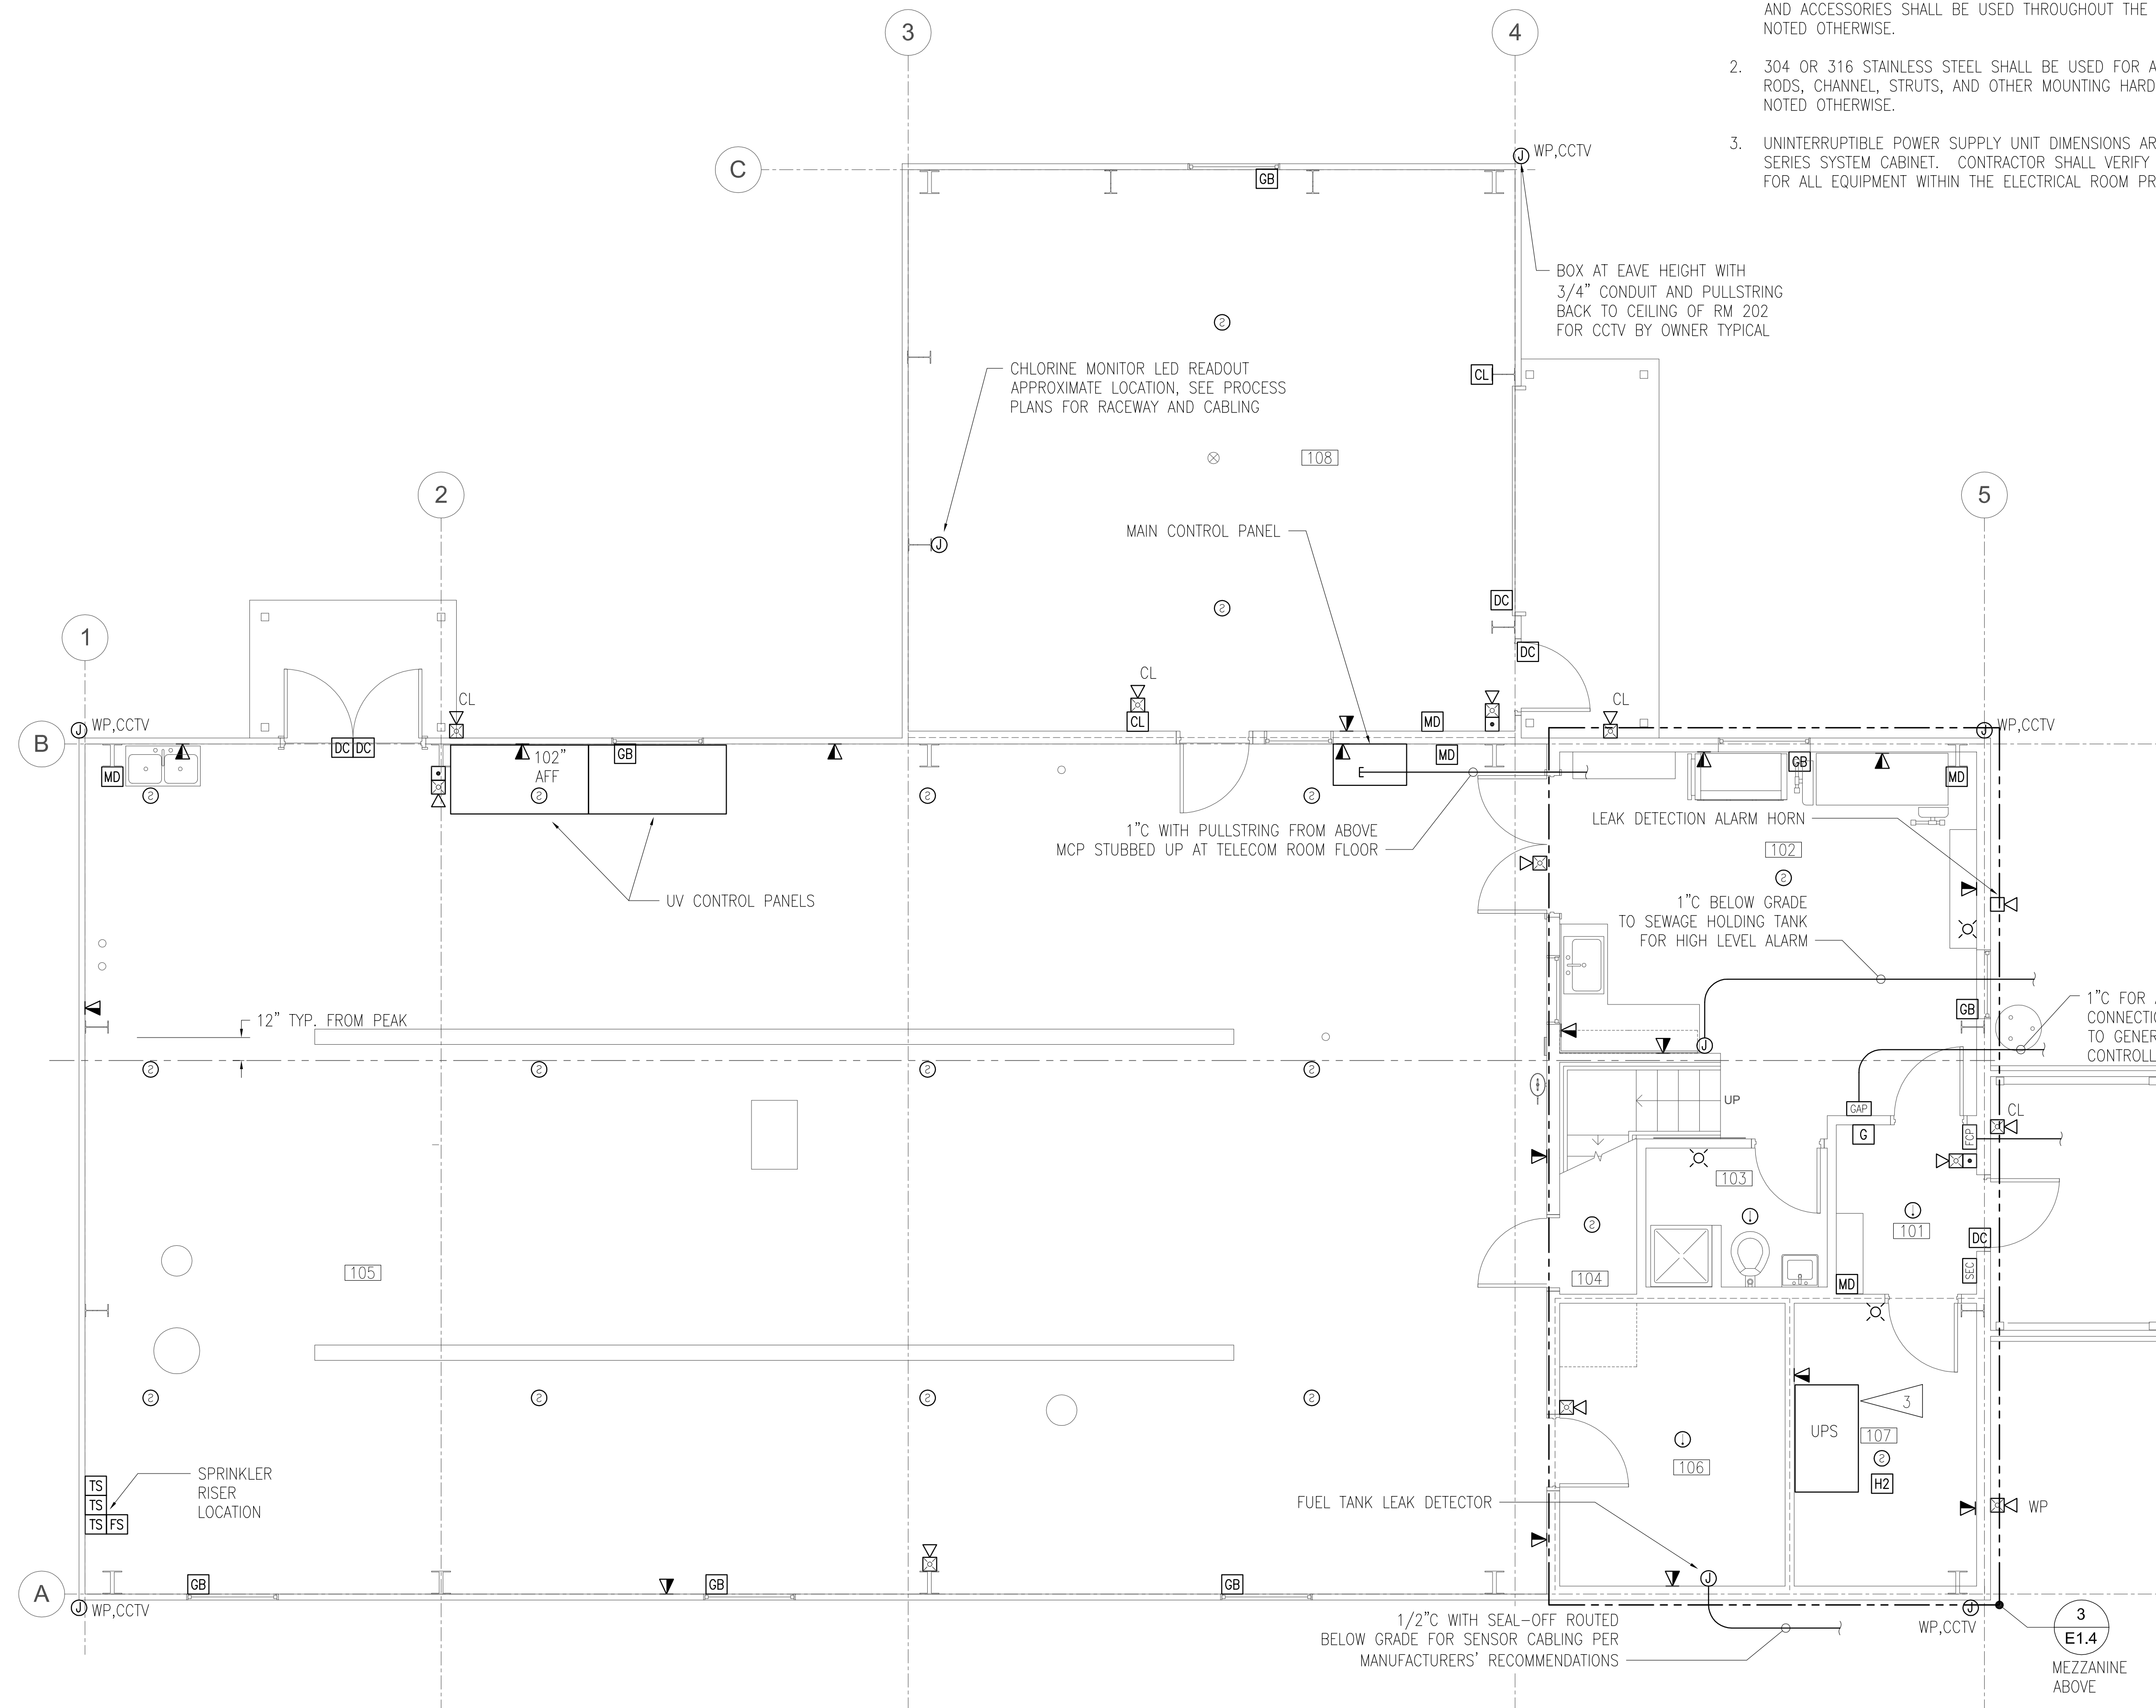 AND ACCESSORIES SHALL BE USED THROUGHOUT THE
NOTED OTHERWISE.
2. 304 OR 316 STAINLESS STEEL SHALL BE USED FOR A
RODS, CHANNEL, STRUTS, AND OTHER MOUNTING HARD
NOTED OTHERWISE.
3. UNINTERRUPTIBLE POWER SUPPLY UNIT DIMENSIONS AR
SERIES SYSTEM CABINET. CONTRACTOR SHALL VERIFY
FOR ALL EQUIPMENT WITHIN THE ELECTRICAL ROOM PR
3
4
C
J WP,CCTV
GB
BOX AT EAVE HEIGHT WITH
3/4" CONDUIT AND PULLSTRING
BACK TO CEILING OF RM 202
FOR CCTV BY OWNER TYPICAL
S
CHLORINE MONITOR LED READOUT
APPROXIMATE LOCATION, SEE PROCESS
PLANS FOR RACEWAY AND CABLING
CL
108
2
5
MAIN CONTROL PANEL
J
DC
S
1
DC
CL
CL
CL
CL
MD
B
J WP,CCTV
J WP,CCTV
DC DC
GB
MD
GB
MD
MD
102"
AFF
E
S
S
S
S
LEAK DETECTION ALARM HORN
1"C WITH PULLSTRING FROM ABOVE
MCP STUBBED UP AT TELECOM ROOM FLOOR
102
S
UV CONTROL PANELS
1"C BELOW GRADE
TO SEWAGE HOLDING TANK
FOR HIGH LEVEL ALARM
GB
1"C FOR
CONNECTI
TO GENER
CONTROLL
12" TYP. FROM PEAK
J
S
S
S
S
UP
GAP
CL
G
FCP
103
S
101
DC
105
104
SEC
MD
S
S
S
S
3
UPS
107
S
106
H2
SPRINKLER
RISER
LOCATION
TS
TS
TS FS
FUEL TANK LEAK DETECTOR
WP
J
GB
GB
GB
A
J WP,CCTV
J
WP,CCTV
1/2"C WITH SEAL-OFF ROUTED
BELOW GRADE FOR SENSOR CABLING PER
MANUFACTURERS' RECOMMENDATIONS
3
E1.4
MEZZANINE
ABOVE